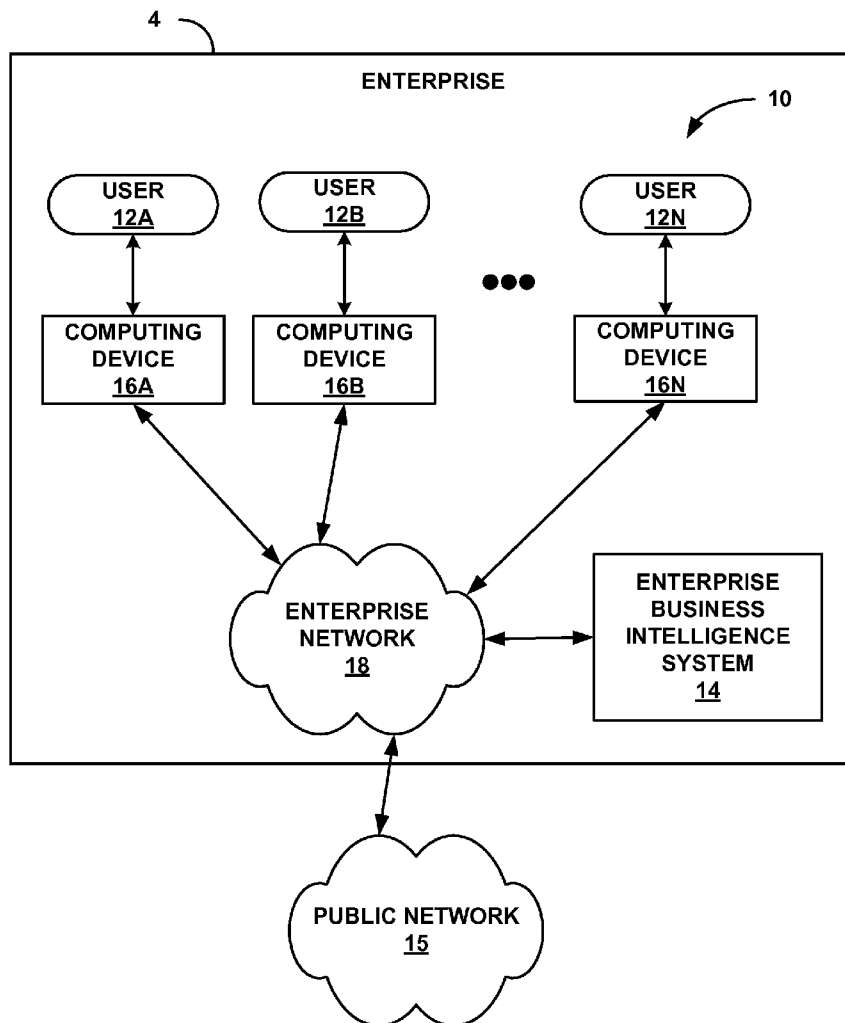 4
ENTERPRISE
10
USER
12A
USER
12B
USER
12N
COMPUTING
DEVICE
16A
COMPUTING
DEVICE
16B
COMPUTING
DEVICE
16N
ENTERPRISE
NETWORK
18
ENTERPRISE
BUSINESS
INTELLIGENCE
SYSTEM
14
PUBLIC NETWORK
15